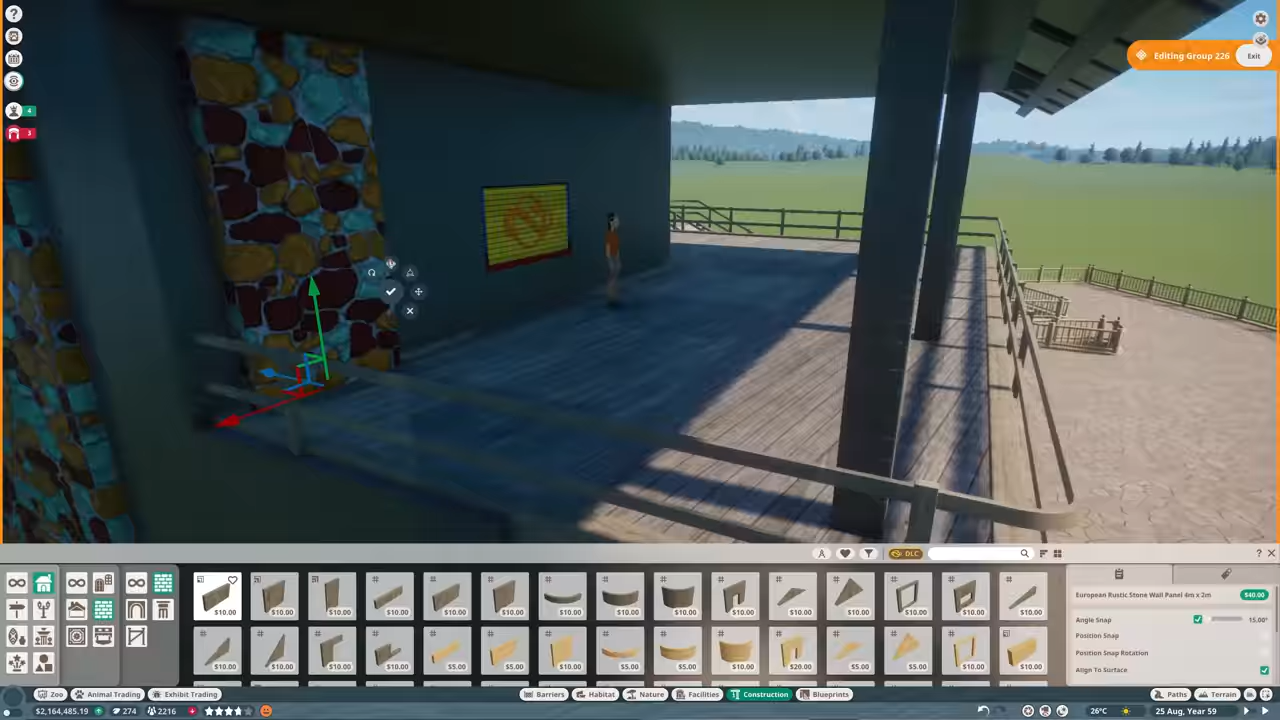 ?
Editing Group 226
Exit
4
3
DLC
?
$10.00 $10.00 $10.00 $10.00 $10.00 $10.00 $10.00 $10.00 $10.00 $10.00 $10.00 $10.00 $10.00 $10.00 $10.00
$10.00 $10.00 $10.00 $10.00 $5.00 $5.00 $10.00 $5.00 $5.00 $10.00 $20.00 $5.00 $5.00 $10.00 $10.00
European Rustic Stone Wall Panel 4m x 2m
$40.00
Angle Snap
15.00°
Position Snap
Position Snap Rotation
Align To Surface
Zoo
Animal Trading
Exhibit Trading
Barriers
Habitat
Nature
Facilities
Construction
Blueprints
Paths
Terrain
$2,164,485.19
274
2216
26°C
25 Aug, Year 59